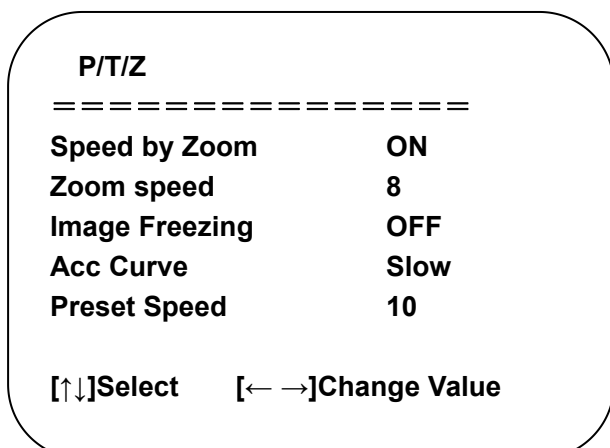 P/T/Z
===============
Speed by Zoom ON
Zoom speed 8
Image Freezing OFF
Acc Curve Slow
Preset Speed 10
[↑↓]Select [← →]Change Value